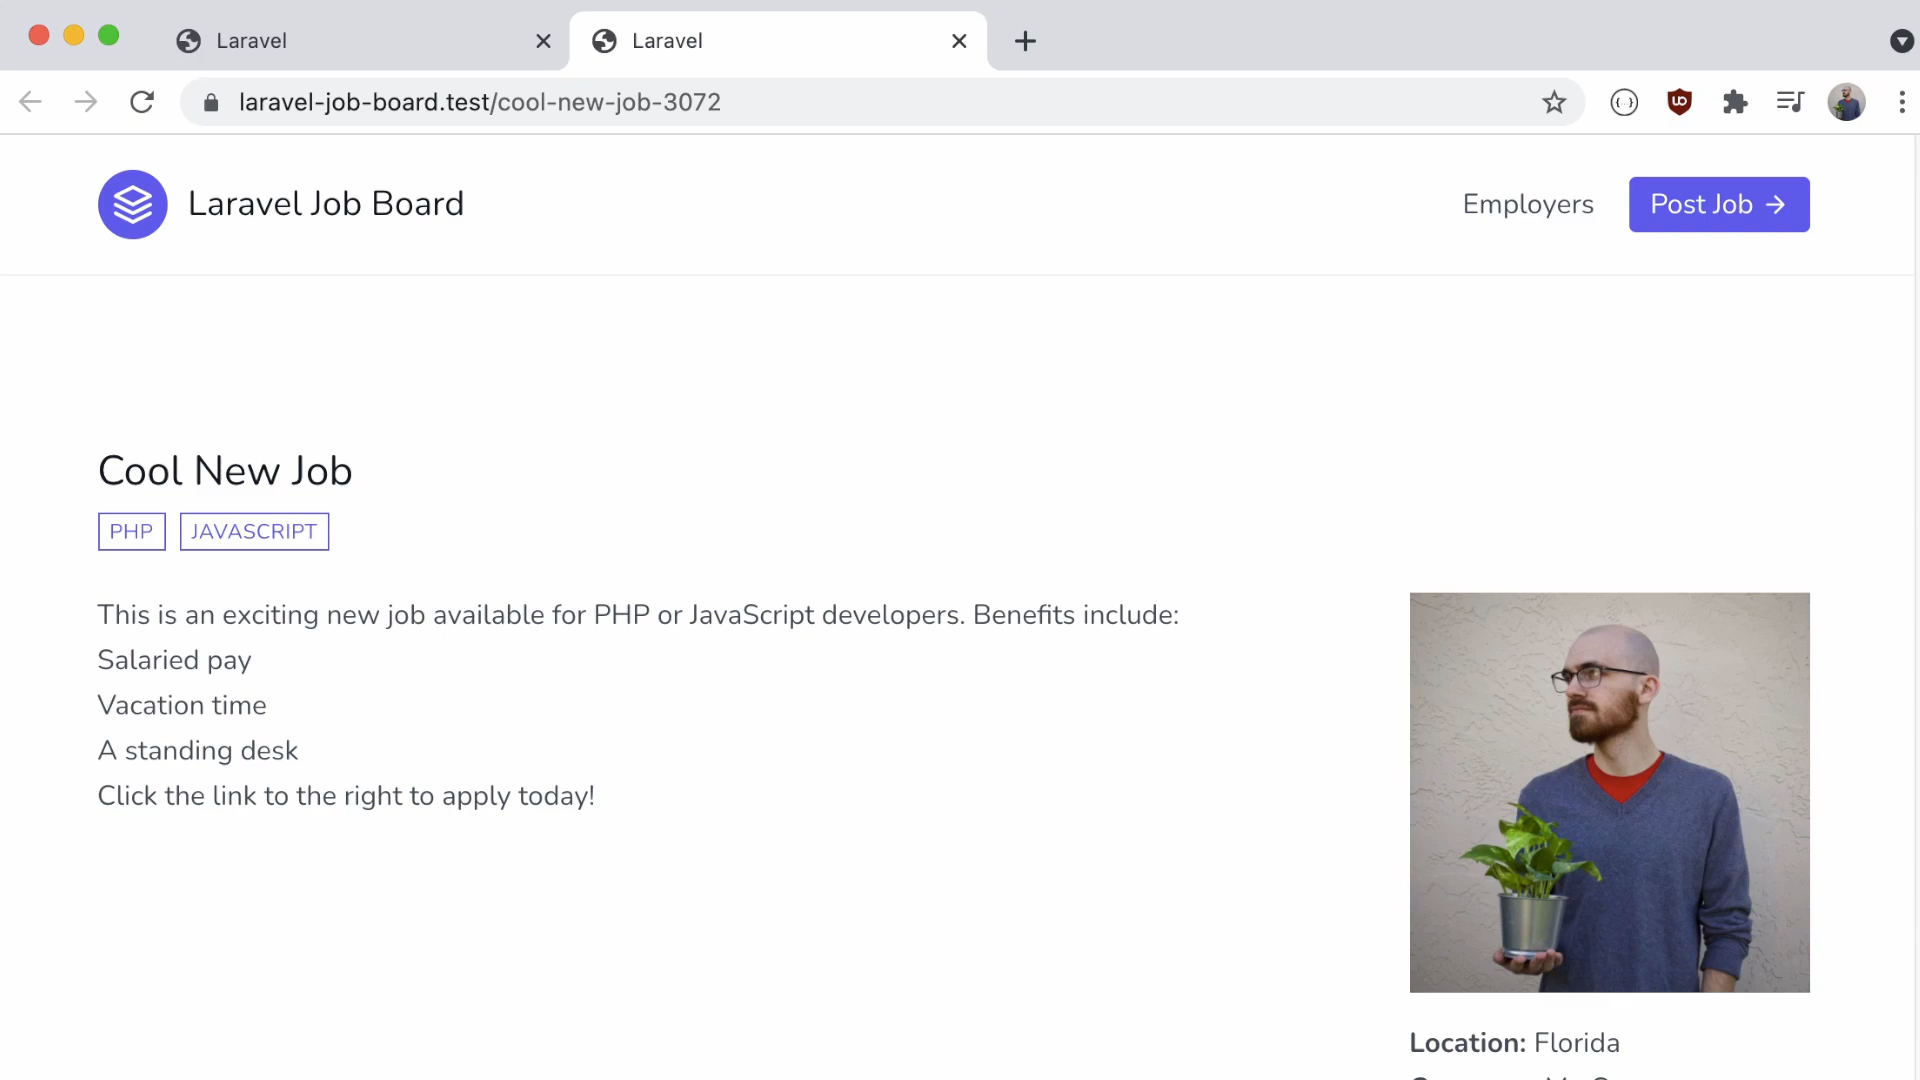 Laravel
Laravel
laravel-job-board.test/cool-new-job-3072
Laravel Job Board
Employers
Post Job →
Cool New Job
PHP
JAVASCRIPT
This is an exciting new job available for PHP or JavaScript developers. Benefits include:
Salaried pay
Vacation time
A standing desk
Click the link to the right to apply today!
Location: Florida